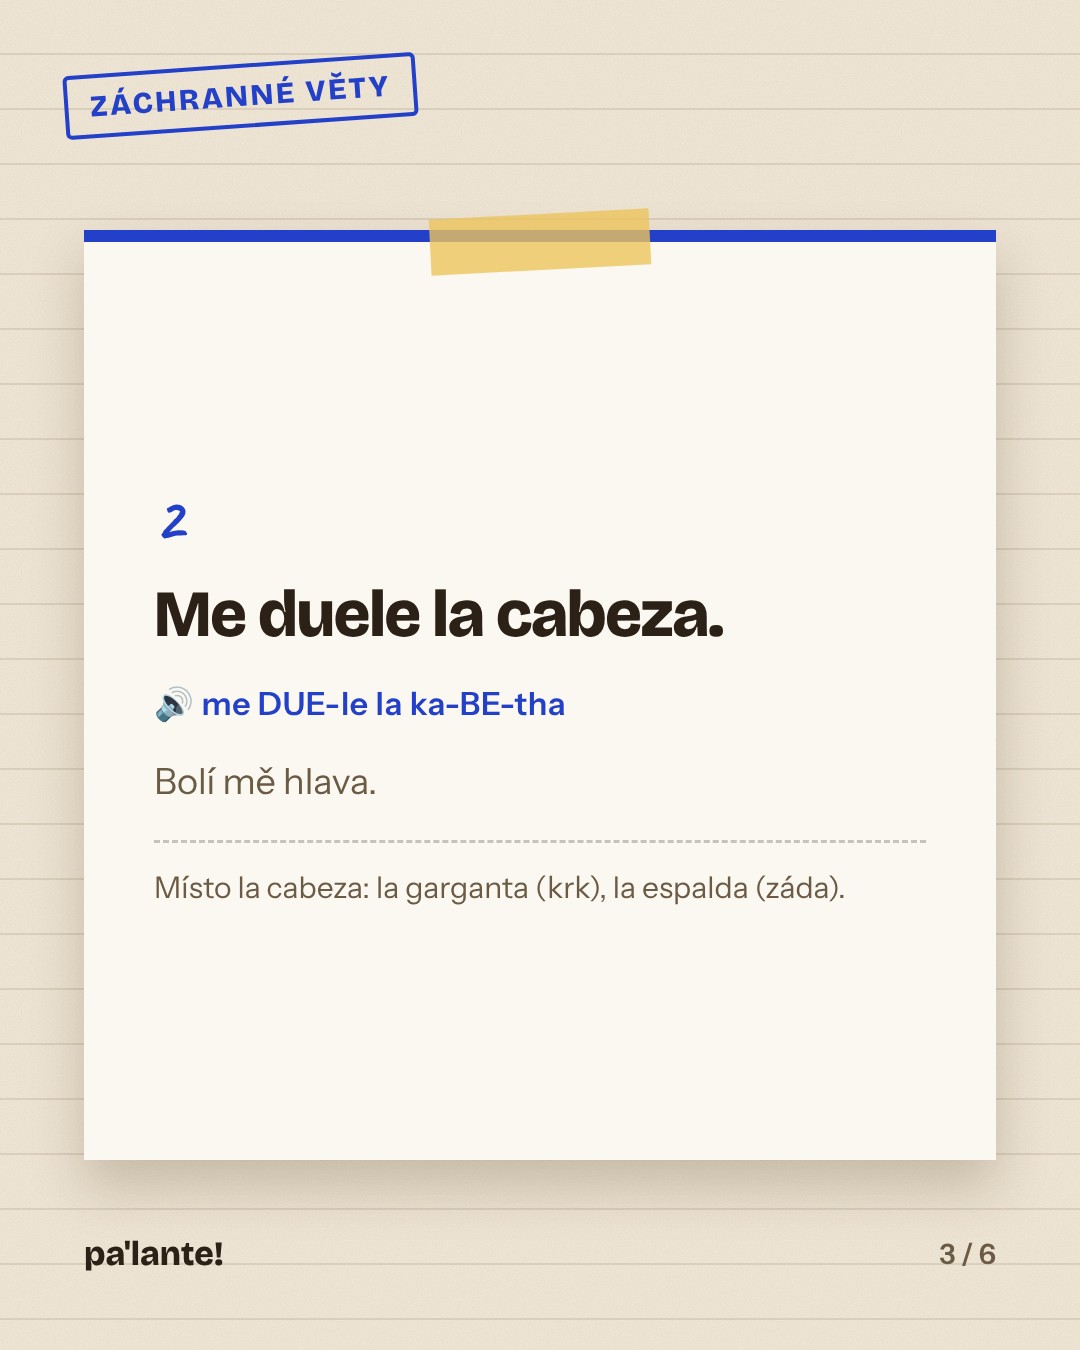 ZÁCHRANNÉ VĚTY
2
Me duele la cabeza.
🔊 me DUE-le la ka-BE-tha
Bolí mě hlava.
Místo la cabeza: la garganta (krk), la espalda (záda).
pa'lante!
3 / 6